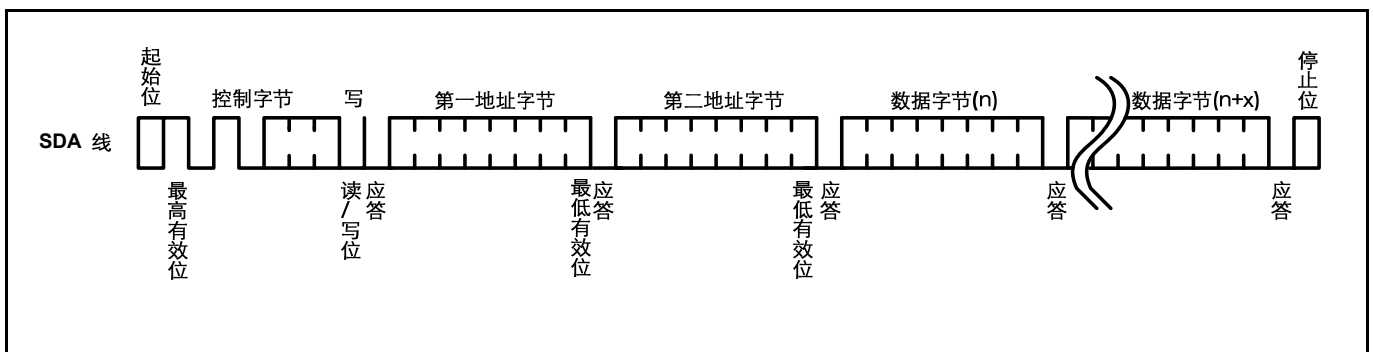 起始位
控制字节
写
第一地址字节
第二地址字节
数据字节(n)
数据字节(n+x)
停止位
SDA 线
最高有效位
读/写位
应答
最低有效位
应答
最低有效位
应答
应答
应答